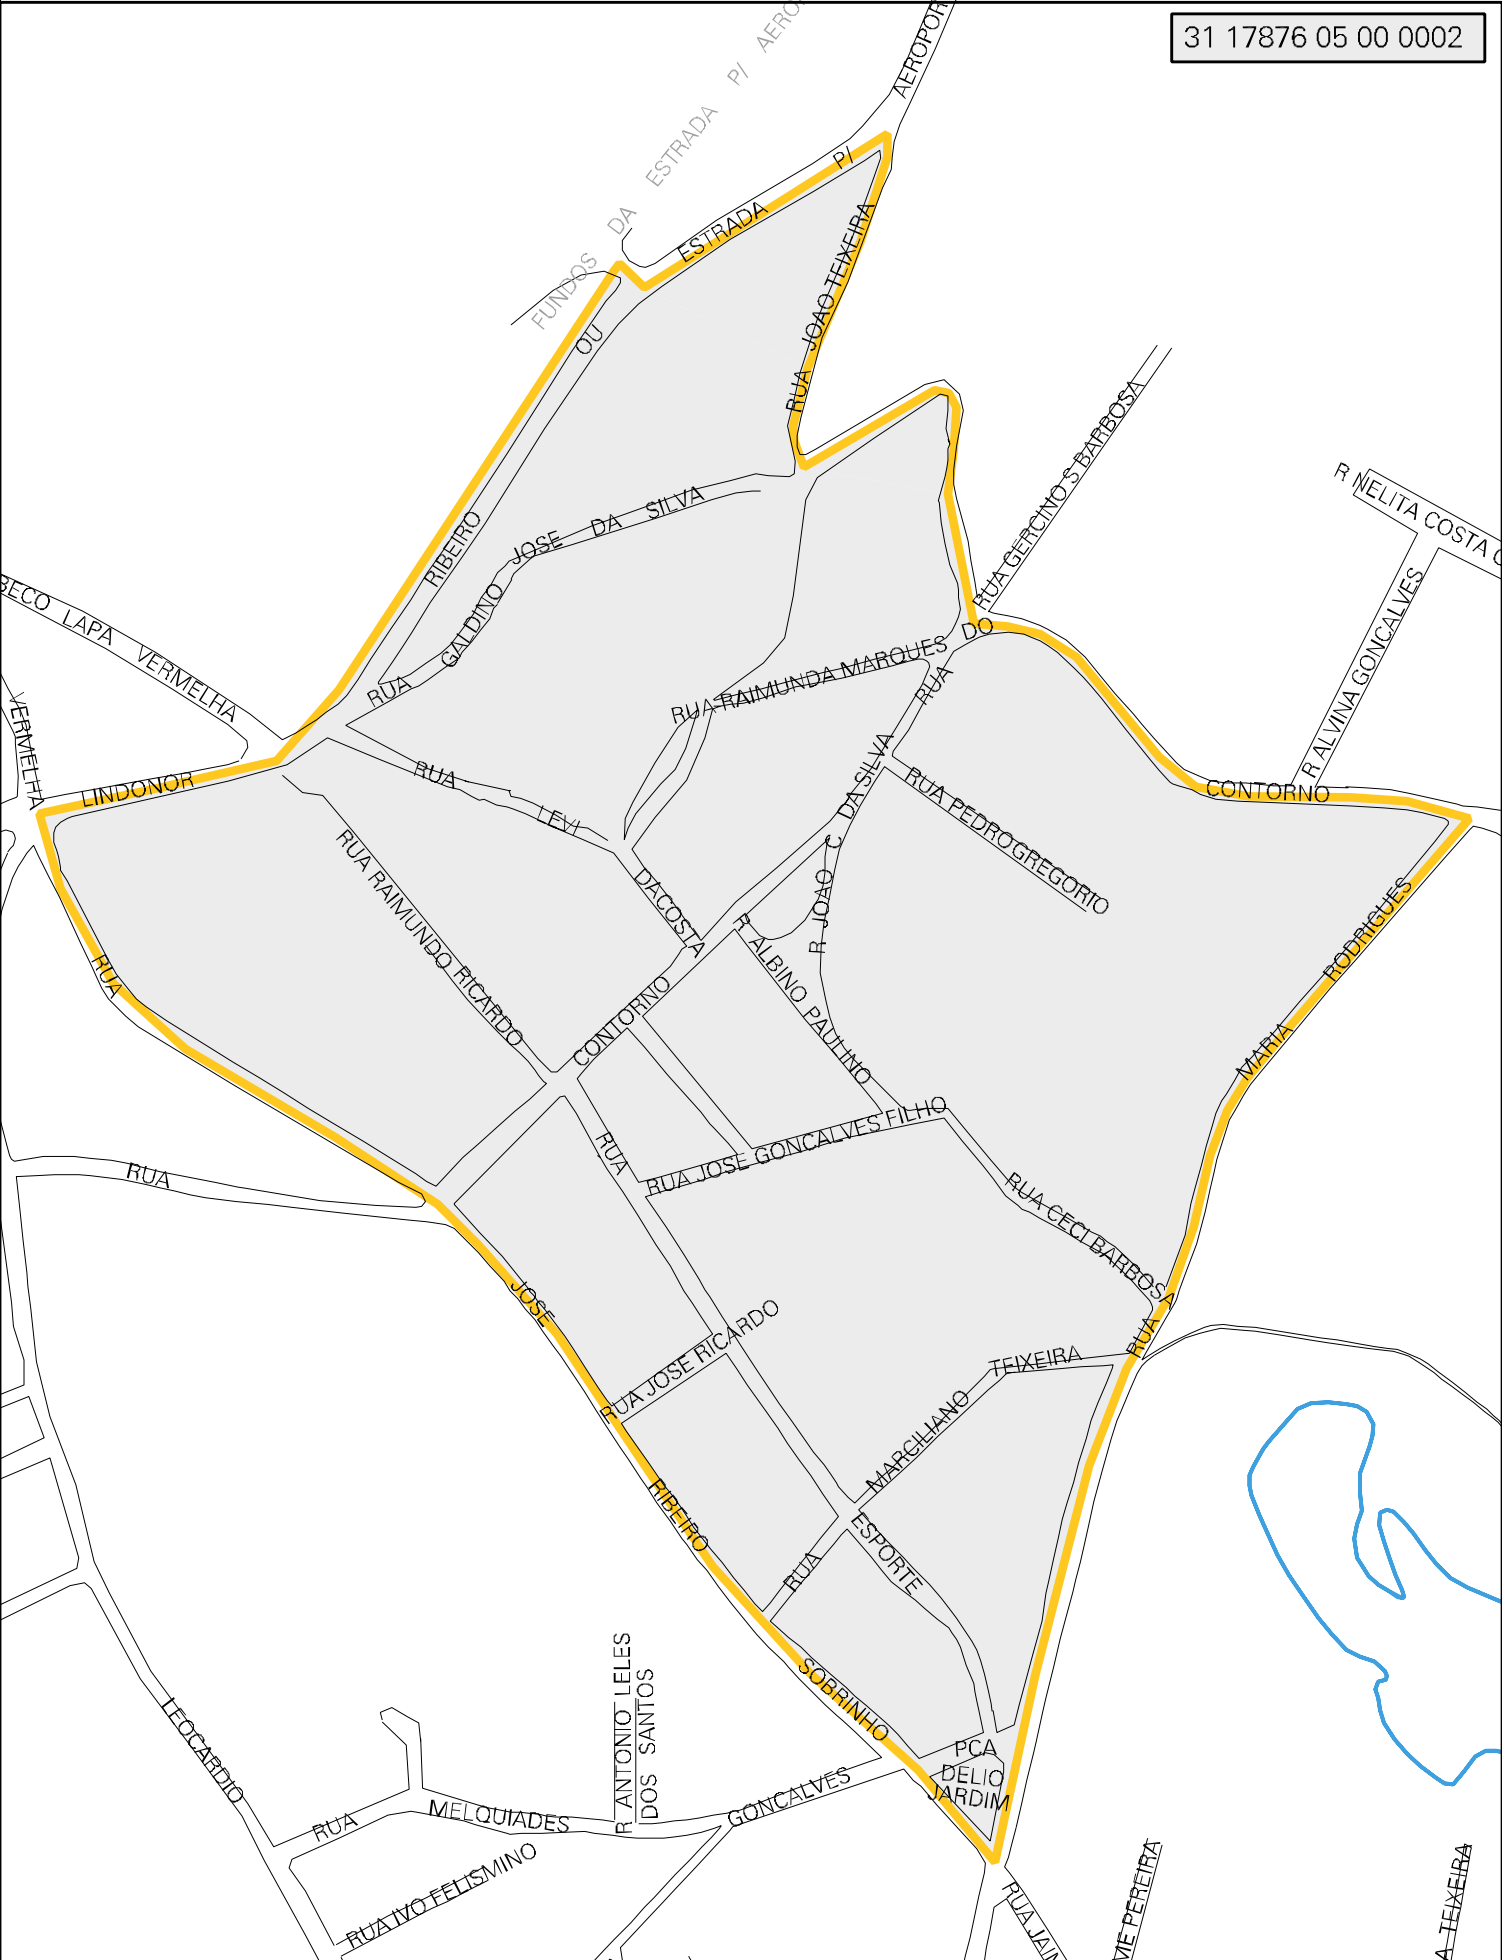 31 17876 05 00 0002
FUNDOS DA ESTRADA P/
ESTRADA P/
RUA JOAO TEIXEIRA
RIBEIRO OU
RUA GERCINO S BARBOSA
R NELITA COSTA
R ALVINA GONCALVES
BECO LAPA VERMELHA
VERMELHA
LINDONOR
RUA GALDINO JOSE DA SILVA
RUA RAIMUNDA MARQUES
RUA DO CONTORNO
RUA LEVI DACOSTA
RUA RAIMUNDO RICARDO
R JOAO C DA SILVA
RUA PEDRO GREGORIO
R ALBINO PAULINO
CONTORNO
RUA MARIA RODRIGUES
RUA JOSE GONCALVES FILHO
RUA CECI BARBOSA
RUA ESPORTE
RUA JOSE RICARDO
RUA MARCILIANO TEIXEIRA
RUA JOSE RIBEIRO SOBRINHO
RUA LEOCARDIO
PCA
DELIO
JARDIM
R ANTONIO LELES
DOS SANTOS
RUA MELQUIADES GONCALVES
RUA IVO FELISMINO
PEREIRA
TEIXEIRA
RUA